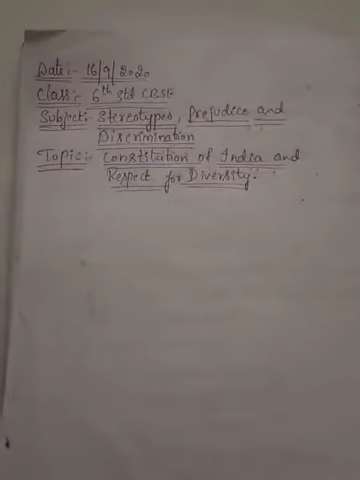 Date:- 16/9/2020
Class:- 6th std CBSE
Subject:- Stereotypes, Prejudice and
Discrimination
Topic:- Constitution of India and
Respect for Diversity.